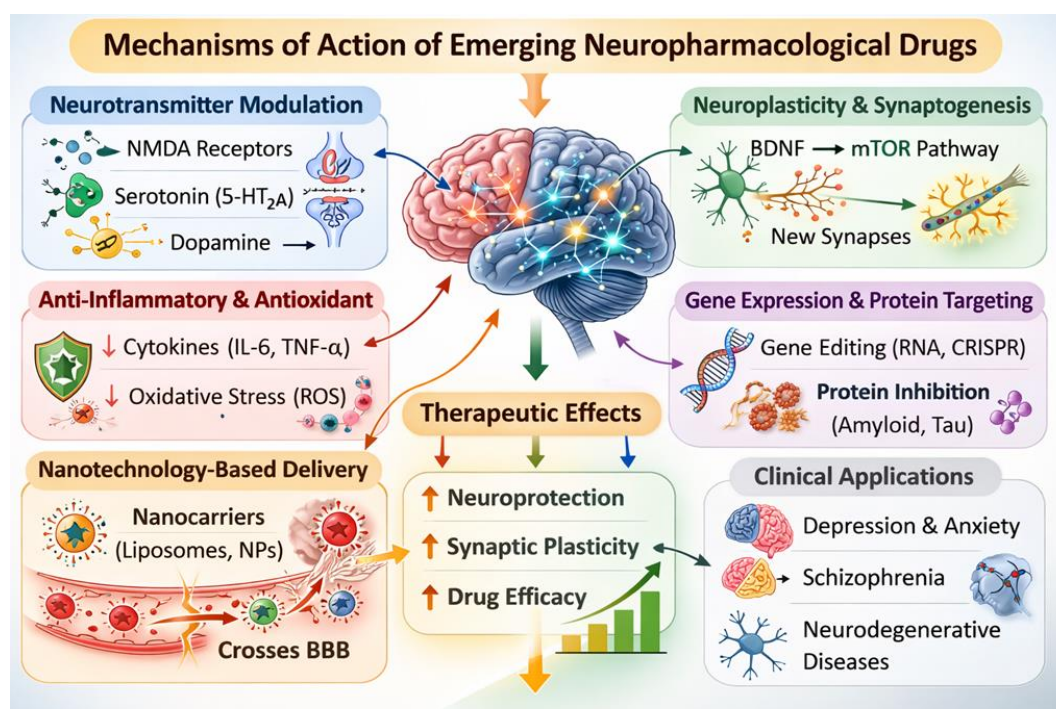 Mechanisms of Action of Emerging Neuropharmacological Drugs
Neurotransmitter Modulation
NMDA Receptors
Serotonin (5-HT₂A)
Dopamine
Neuroplasticity & Synaptogenesis
BDNF → mTOR Pathway
New Synapses
Anti-Inflammatory & Antioxidant
↓ Cytokines (IL-6, TNF-α)
↓ Oxidative Stress (ROS)
Gene Expression & Protein Targeting
Gene Editing (RNA, CRISPR)
Protein Inhibition
(Amyloid, Tau)
Nanotechnology-Based Delivery
Nanocarriers
(Liposomes, NPs)
Crosses BBB
Therapeutic Effects
↑ Neuroprotection
↑ Synaptic Plasticity
↑ Drug Efficacy
Clinical Applications
Depression & Anxiety
Schizophrenia
Neurodegenerative
Diseases